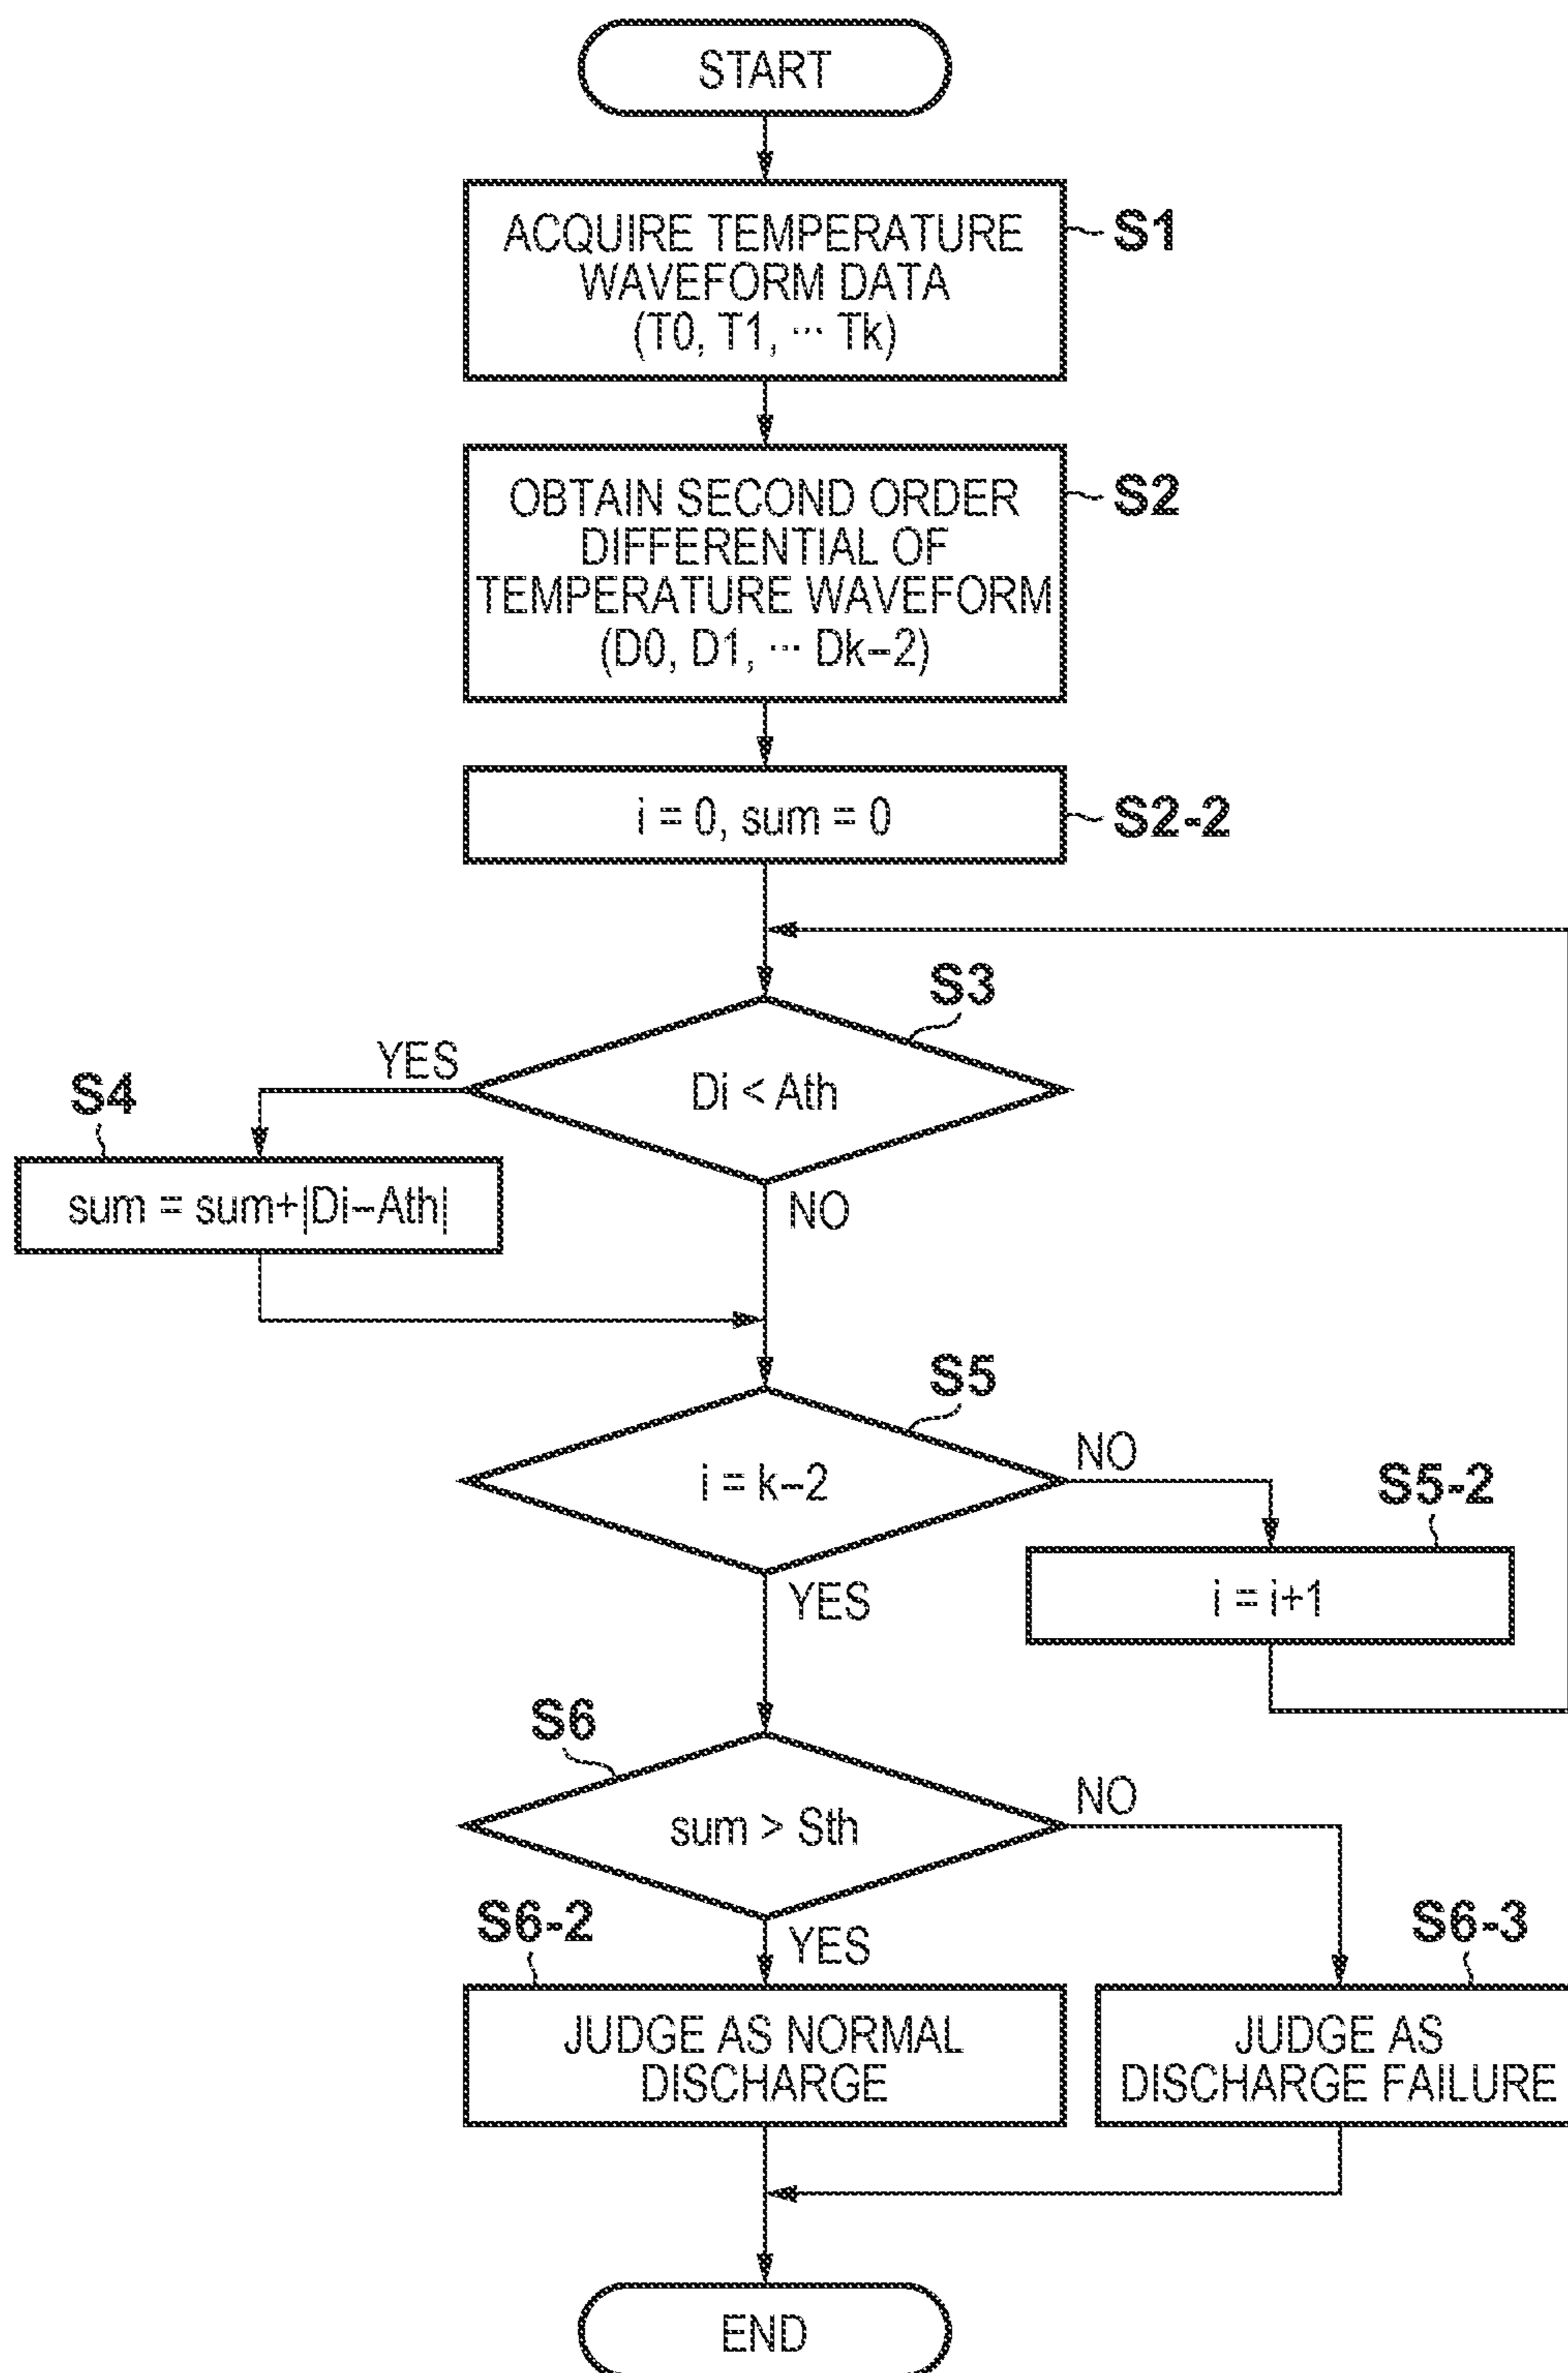 START
ACQUIRE TEMPERATURE
WAVEFORM DATA
(T0, T1, ··· Tk)
S1
OBTAIN SECOND ORDER
DIFFERENTIAL OF
TEMPERATURE WAVEFORM
(D0, D1, ··· Dk−2)
S2
i = 0, sum = 0
S2-2
S3
Di < Ath
YES
NO
S4
sum = sum+|Di−Ath|
S5
i = k−2
NO
YES
S5-2
i = i+1
S6
sum > Sth
NO
YES
S6-2
JUDGE AS NORMAL
DISCHARGE
S6-3
JUDGE AS
DISCHARGE FAILURE
END